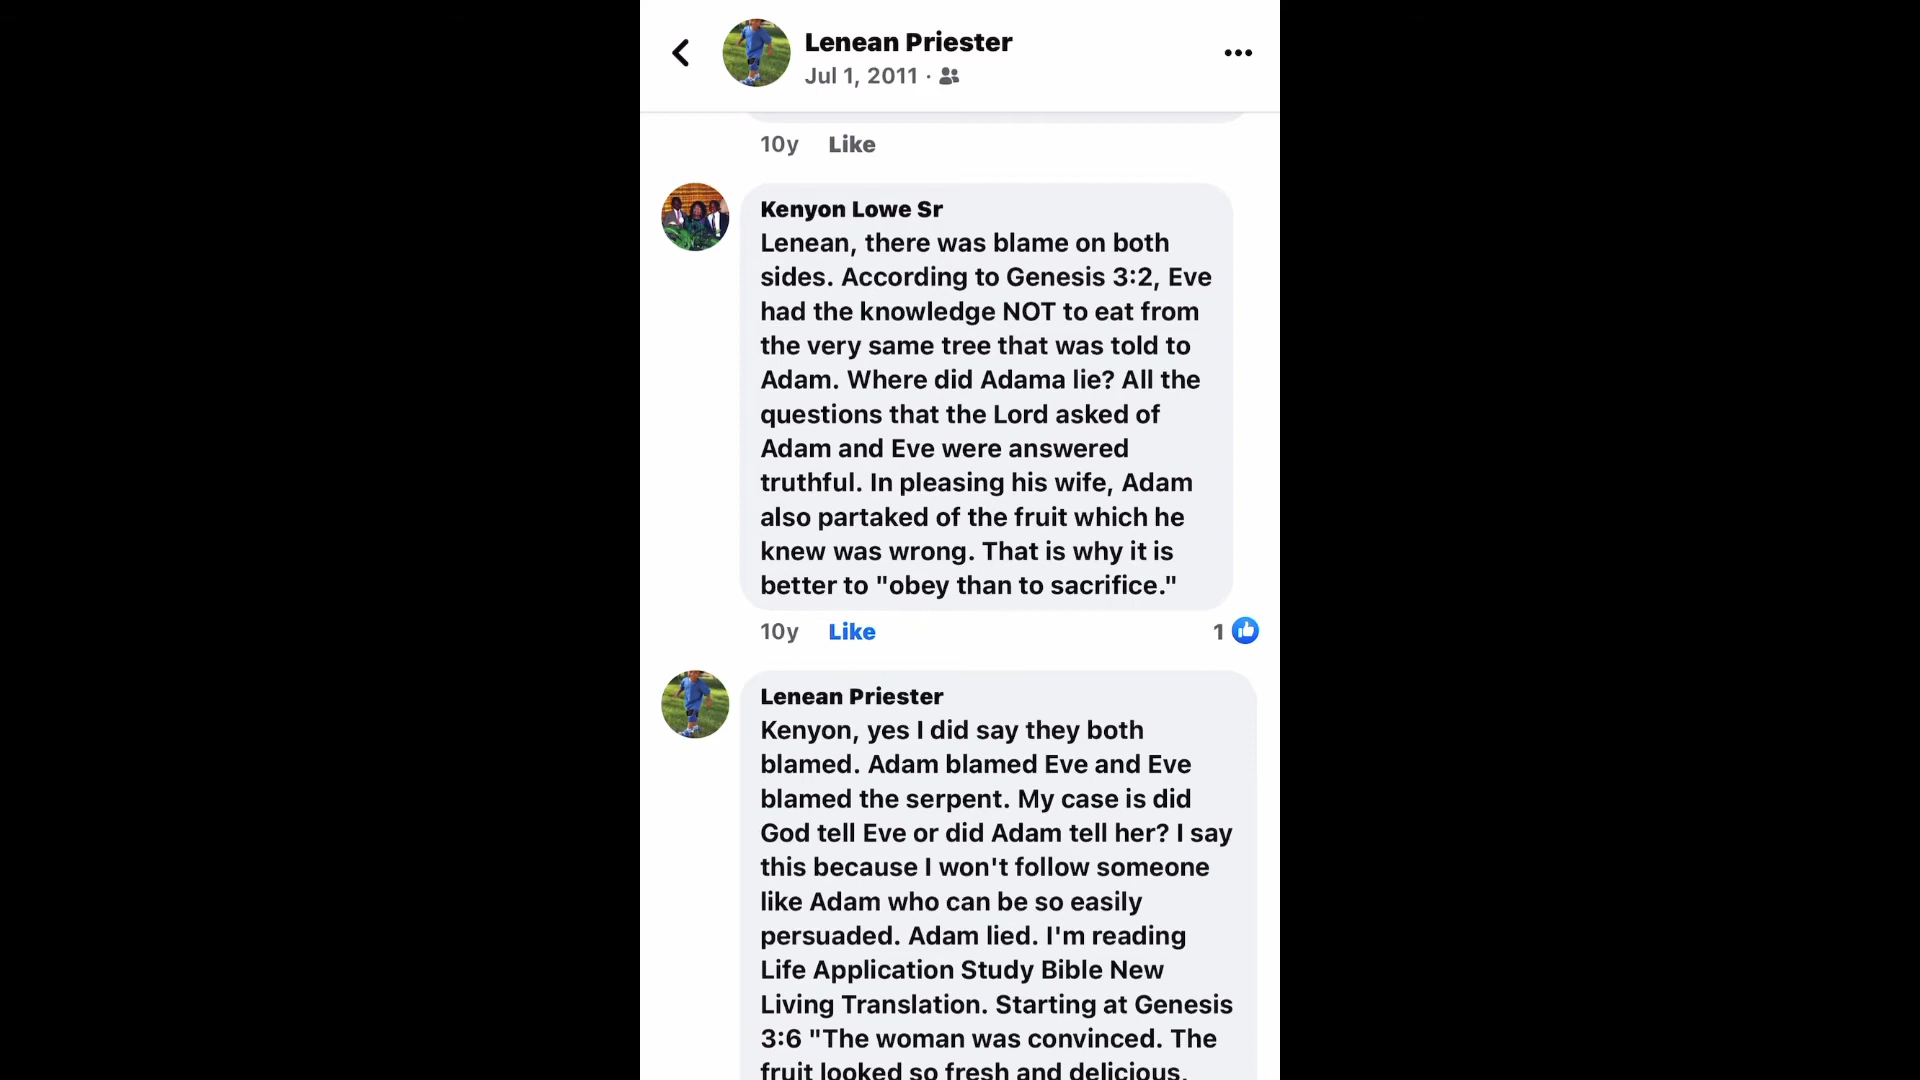 Lenean Priester
Jul 1, 2011 ·
10y Like
Kenyon Lowe Sr
Lenean, there was blame on both
sides. According to Genesis 3:2, Eve
had the knowledge NOT to eat from
the very same tree that was told to
Adam. Where did Adama lie? All the
questions that the Lord asked of
Adam and Eve were answered
truthful. In pleasing his wife, Adam
also partaked of the fruit which he
knew was wrong. That is why it is
better to "obey than to sacrifice."
10y Like 1
Lenean Priester
Kenyon, yes I did say they both
blamed. Adam blamed Eve and Eve
blamed the serpent. My case is did
God tell Eve or did Adam tell her? I say
this because I won't follow someone
like Adam who can be so easily
persuaded. Adam lied. I'm reading
Life Application Study Bible New
Living Translation. Starting at Genesis
3:6 "The woman was convinced. The
fruit looked so fresh and delicious,